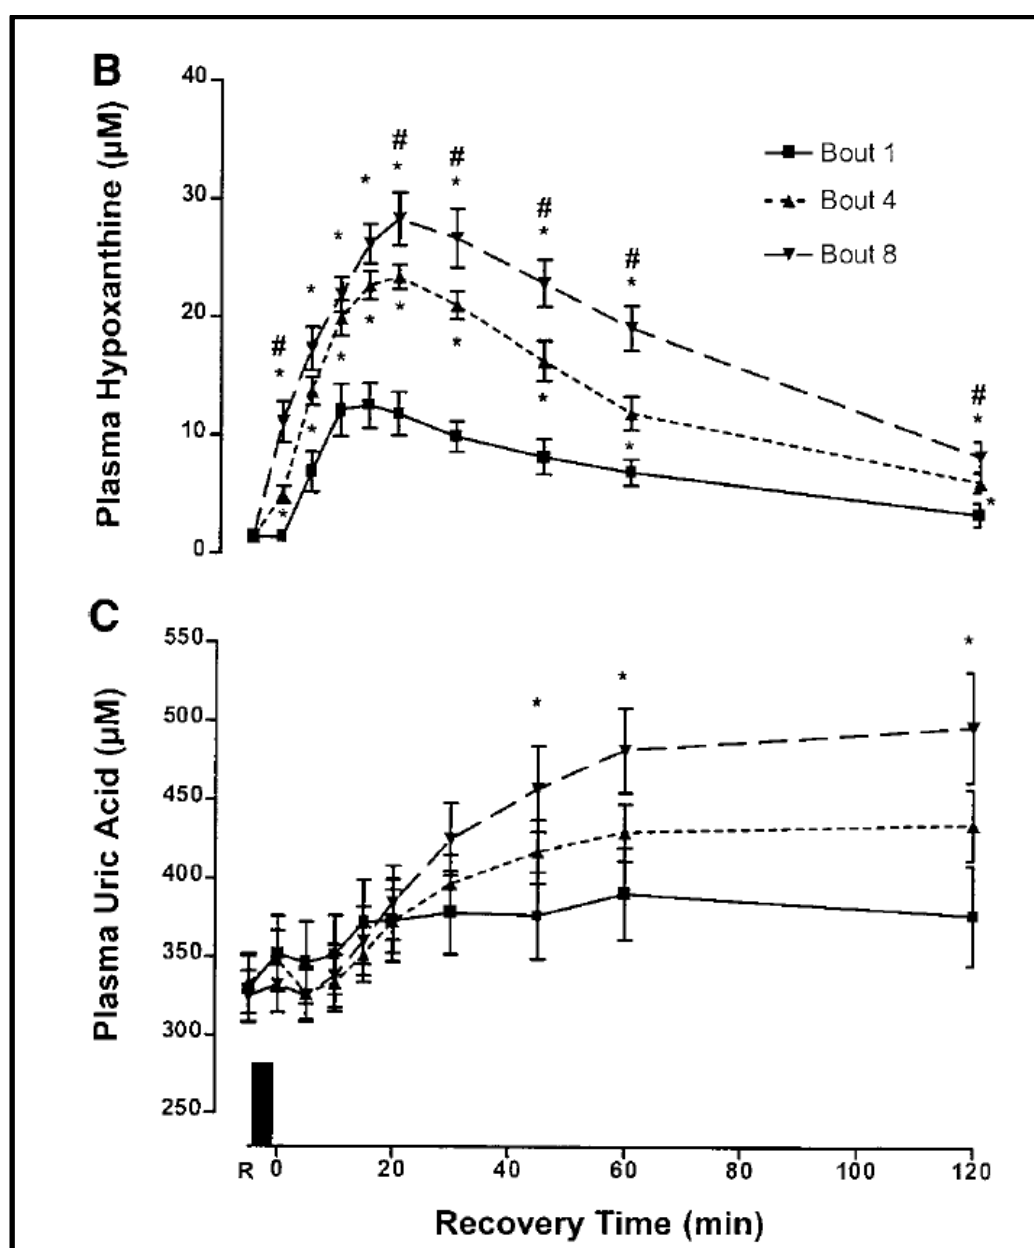 B
Plasma Hypoxanthine (µM)
40
30
20
10
0
# # # # # #
* * * * * * * * * *
* * * * * * * * *
Bout 1
Bout 4
Bout 8
C
Plasma Uric Acid (µM)
550
500
450
400
350
300
250
* * *
R 0 20 40 60 80 100 120
Recovery Time (min)